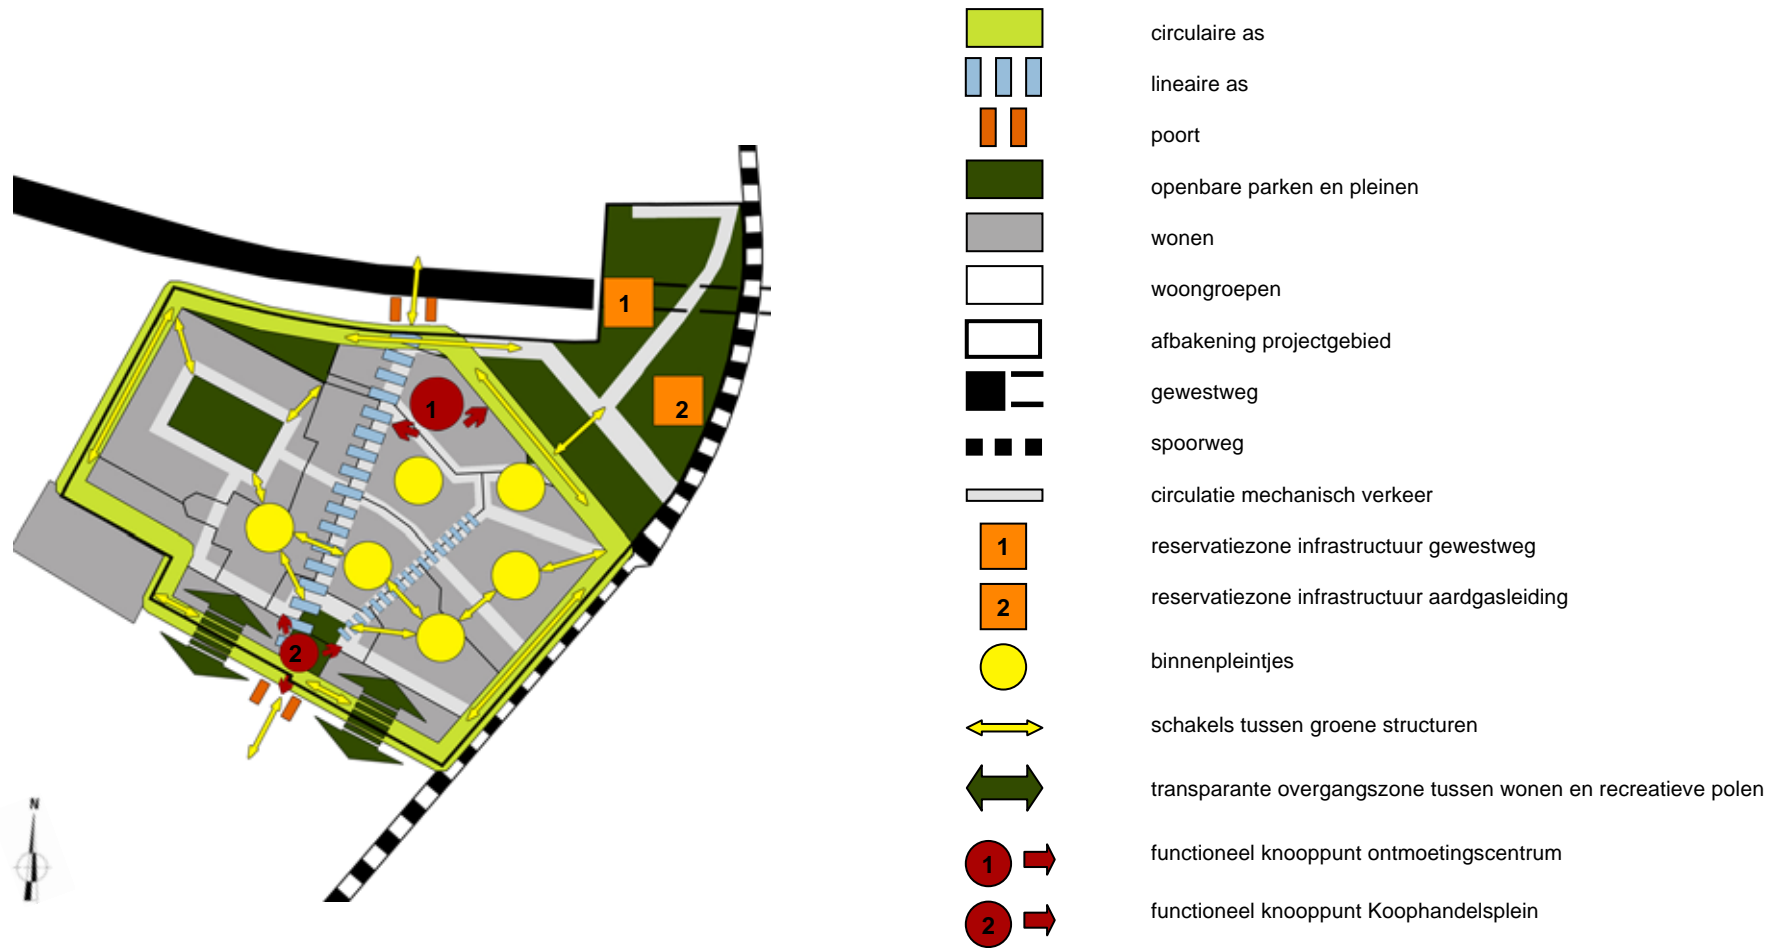 circulaire as
lineaire as
poort
openbare parken en pleinen
wonen
woongroepen
afbakening projectgebied
gewestweg
spoorweg
circulatie mechanisch verkeer
1 reservatiezone infrastructuur gewestweg
2 reservatiezone infrastructuur aardgasleiding
binnenpleintjes
schakels tussen groene structuren
transparante overgangszone tussen wonen en recreatieve polen
1 functioneel knooppunt ontmoetingscentrum
2 functioneel knooppunt Koophandelsplein
1
2
1
2
N